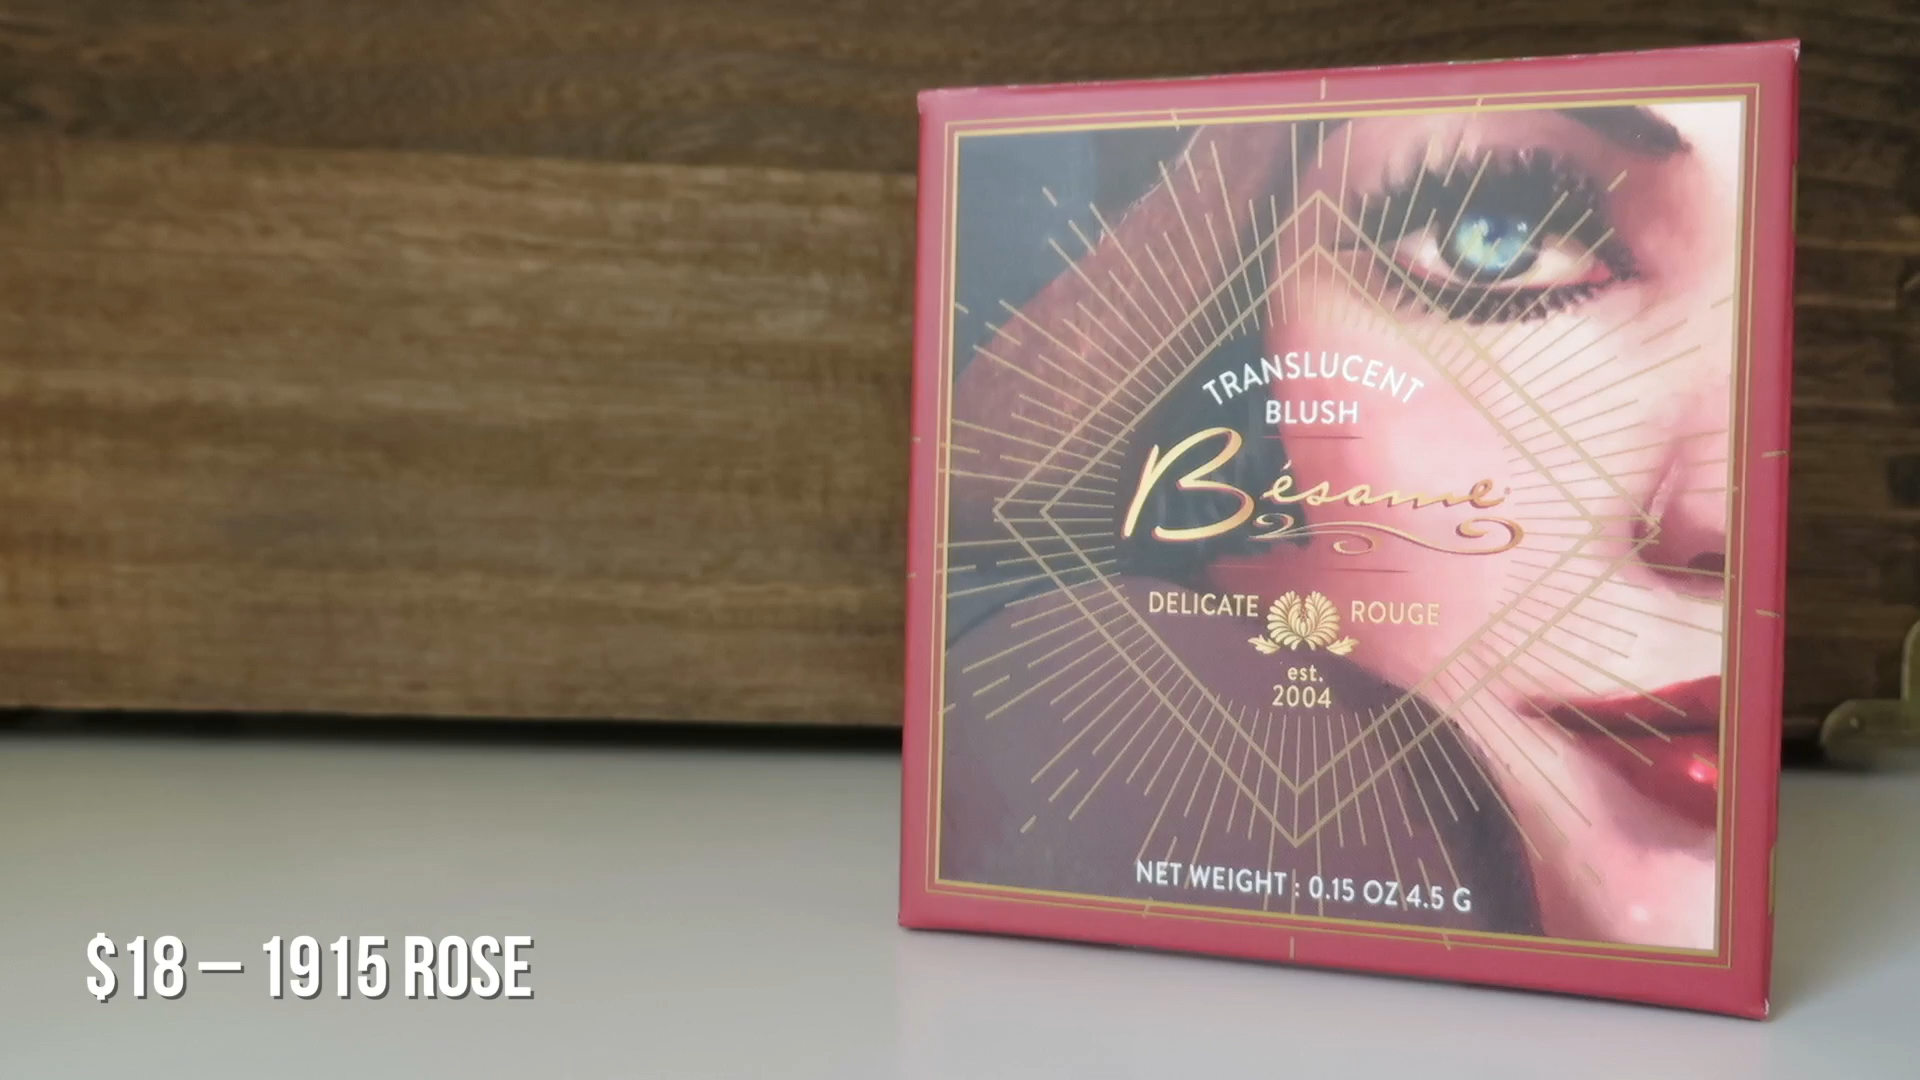 TRANSLUCENT
BLUSH
Bésame
DELICATE ROUGE
est.
2004
NET WEIGHT : 0.15 OZ 4.5 G
$18 – 1915 ROSE